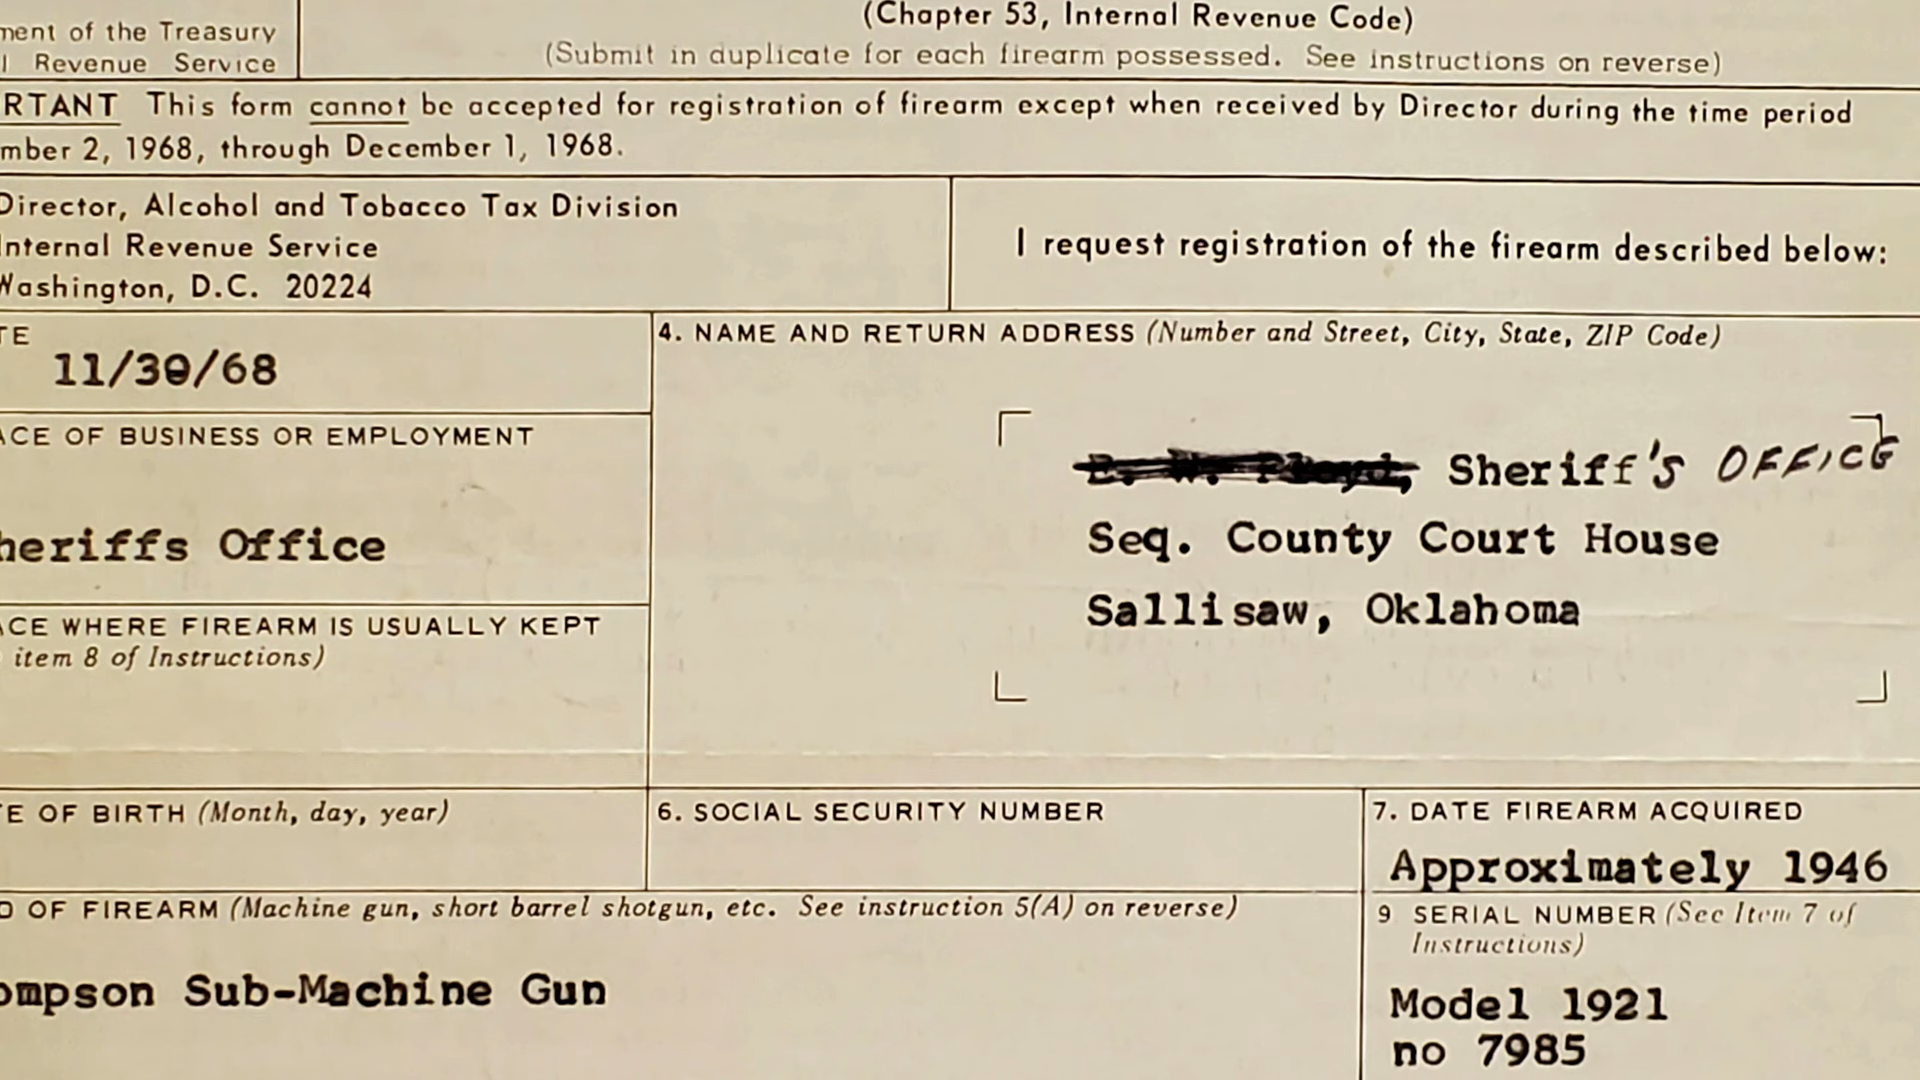 ment of the Treasury
l Revenue Service
(Chapter 53, Internal Revenue Code)
(Submit in duplicate for each firearm possessed. See instructions on reverse)
RTANT This form cannot be accepted for registration of firearm except when received by Director during the time period
mber 2, 1968, through December 1, 1968.
Director, Alcohol and Tobacco Tax Division
Internal Revenue Service
Washington, D.C. 20224
I request registration of the firearm described below:
TE
11/30/68
ACE OF BUSINESS OR EMPLOYMENT
heriffs Office
ACE WHERE FIREARM IS USUALLY KEPT
item 8 of Instructions)
4. NAME AND RETURN ADDRESS (Number and Street, City, State, ZIP Code)
E. W. Floyd, Sheriff's OFFICE
Seq. County Court House
Sallisaw, Oklahoma
TE OF BIRTH (Month, day, year)
6. SOCIAL SECURITY NUMBER
7. DATE FIREARM ACQUIRED
Approximately 1946
D OF FIREARM (Machine gun, short barrel shotgun, etc. See instruction 5(A) on reverse)
ompson Sub-Machine Gun
9 SERIAL NUMBER (See Item 7 of
Instructions)
Model 1921
no 7985